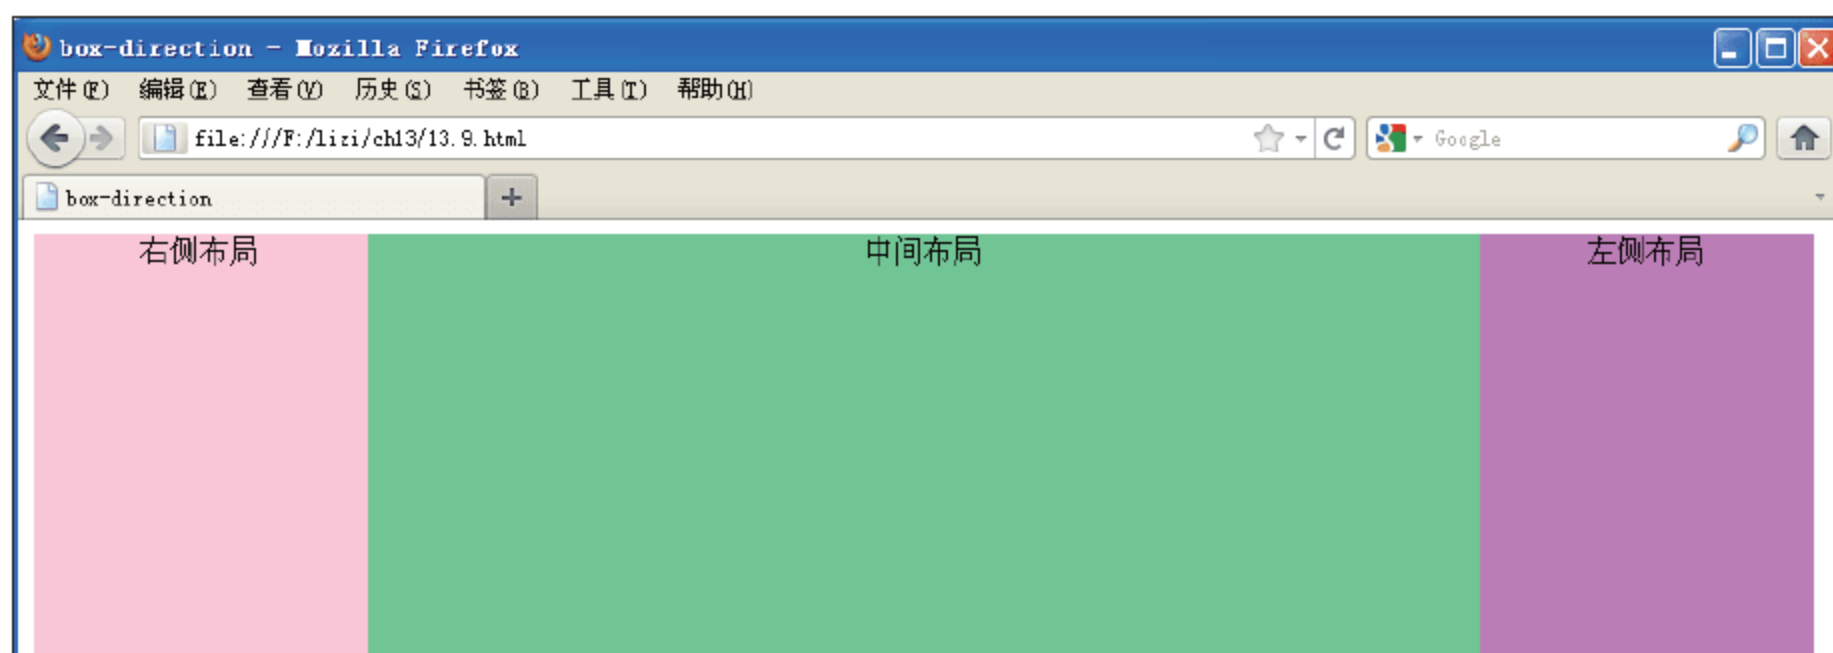 box-direction - Mozilla Firefox
文件(F) 编辑(E) 查看(V) 历史(S) 书签(B) 工具(T) 帮助(H)
file:///F:/lizi/ch13/13.9.html Google
box-direction
右侧布局 中间布局 左侧布局